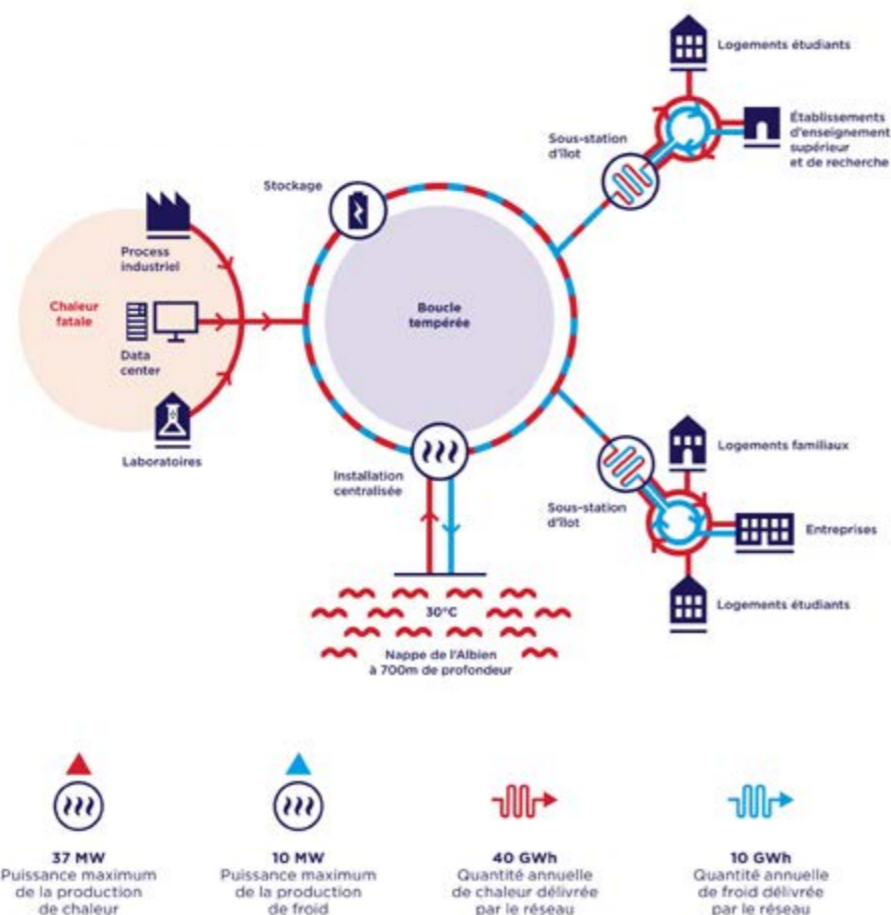 Logements étudiants
Établissements
d'enseignement
supérieur
et de recherche
Sous-station
d'îlot
Stockage
Process
industriel
Chaleur
fatale
Data
center
Laboratoires
Boucle
tempérée
Installation
centralisée
Logements familiaux
Sous-station
d'îlot
Entreprises
Logements étudiants
30°C
Nappe de l'Albien
à 700m de profondeur
37 MW
Puissance maximum
de la production
de chaleur
10 MW
Puissance maximum
de la production
de froid
40 GWh
Quantité annuelle
de chaleur délivrée
par le réseau
10 GWh
Quantité annuelle
de froid délivrée
par le réseau